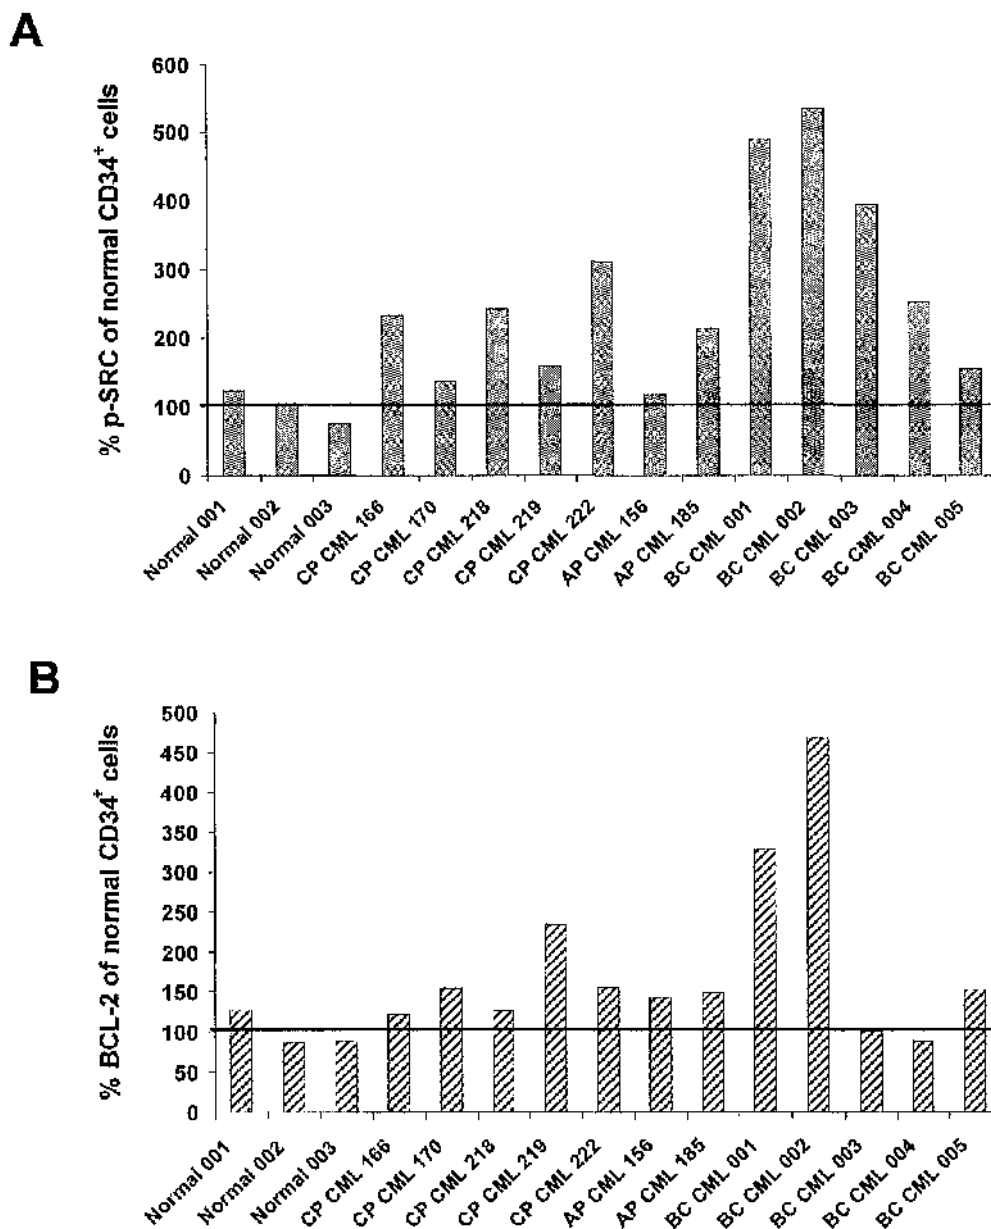 A
% p-SRC of normal CD34+ cells
600
500
400
300
200
100
0
Normal 001
Normal 002
Normal 003
CP CML 166
CP CML 170
CP CML 218
CP CML 219
CP CML 222
AP CML 156
AP CML 185
BC CML 001
BC CML 002
BC CML 003
BC CML 004
BC CML 005
B
% BCL-2 of normal CD34+ cells
500
450
400
350
300
250
200
150
100
50
0
Normal 001
Normal 002
Normal 003
CP CML 166
CP CML 170
CP CML 218
CP CML 219
CP CML 222
AP CML 156
AP CML 185
BC CML 001
BC CML 002
BC CML 003
BC CML 004
BC CML 005